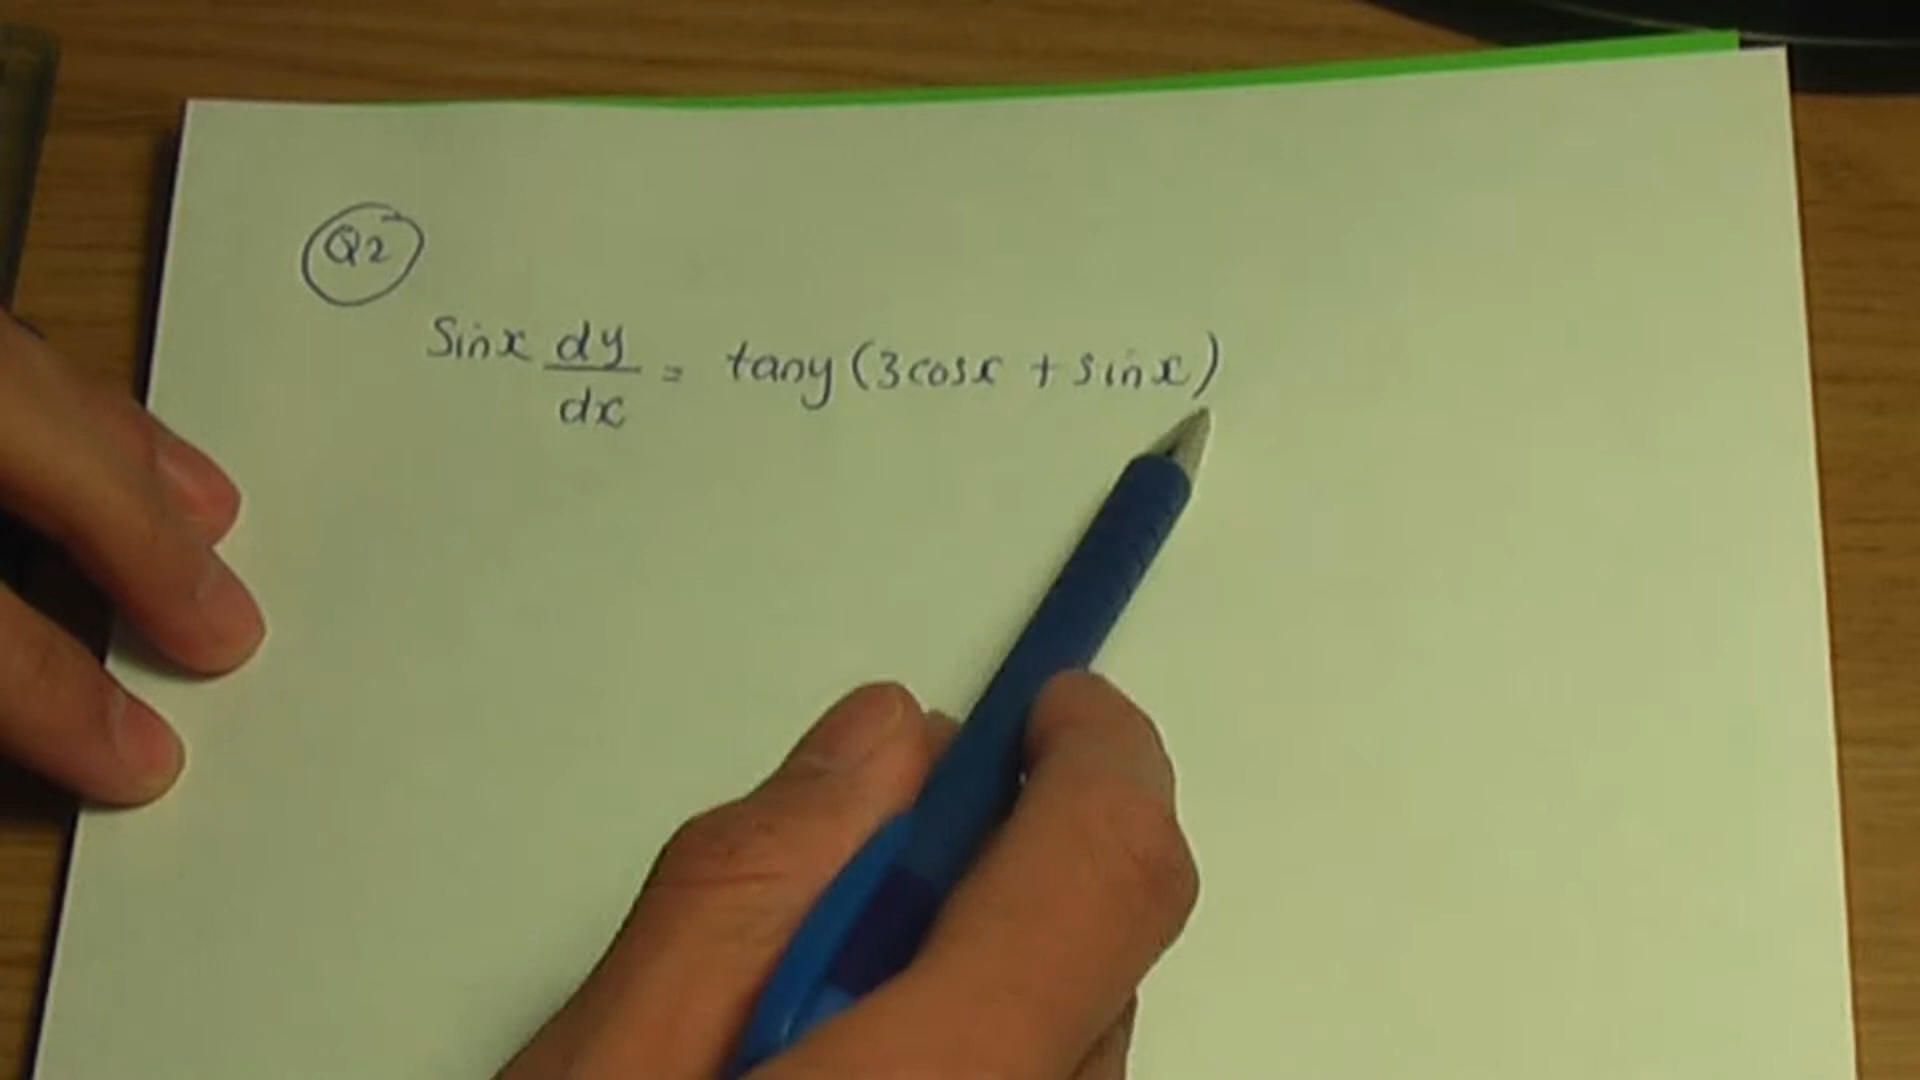 Q2
Sinx dy/dx = tany (3cosx + sinx)